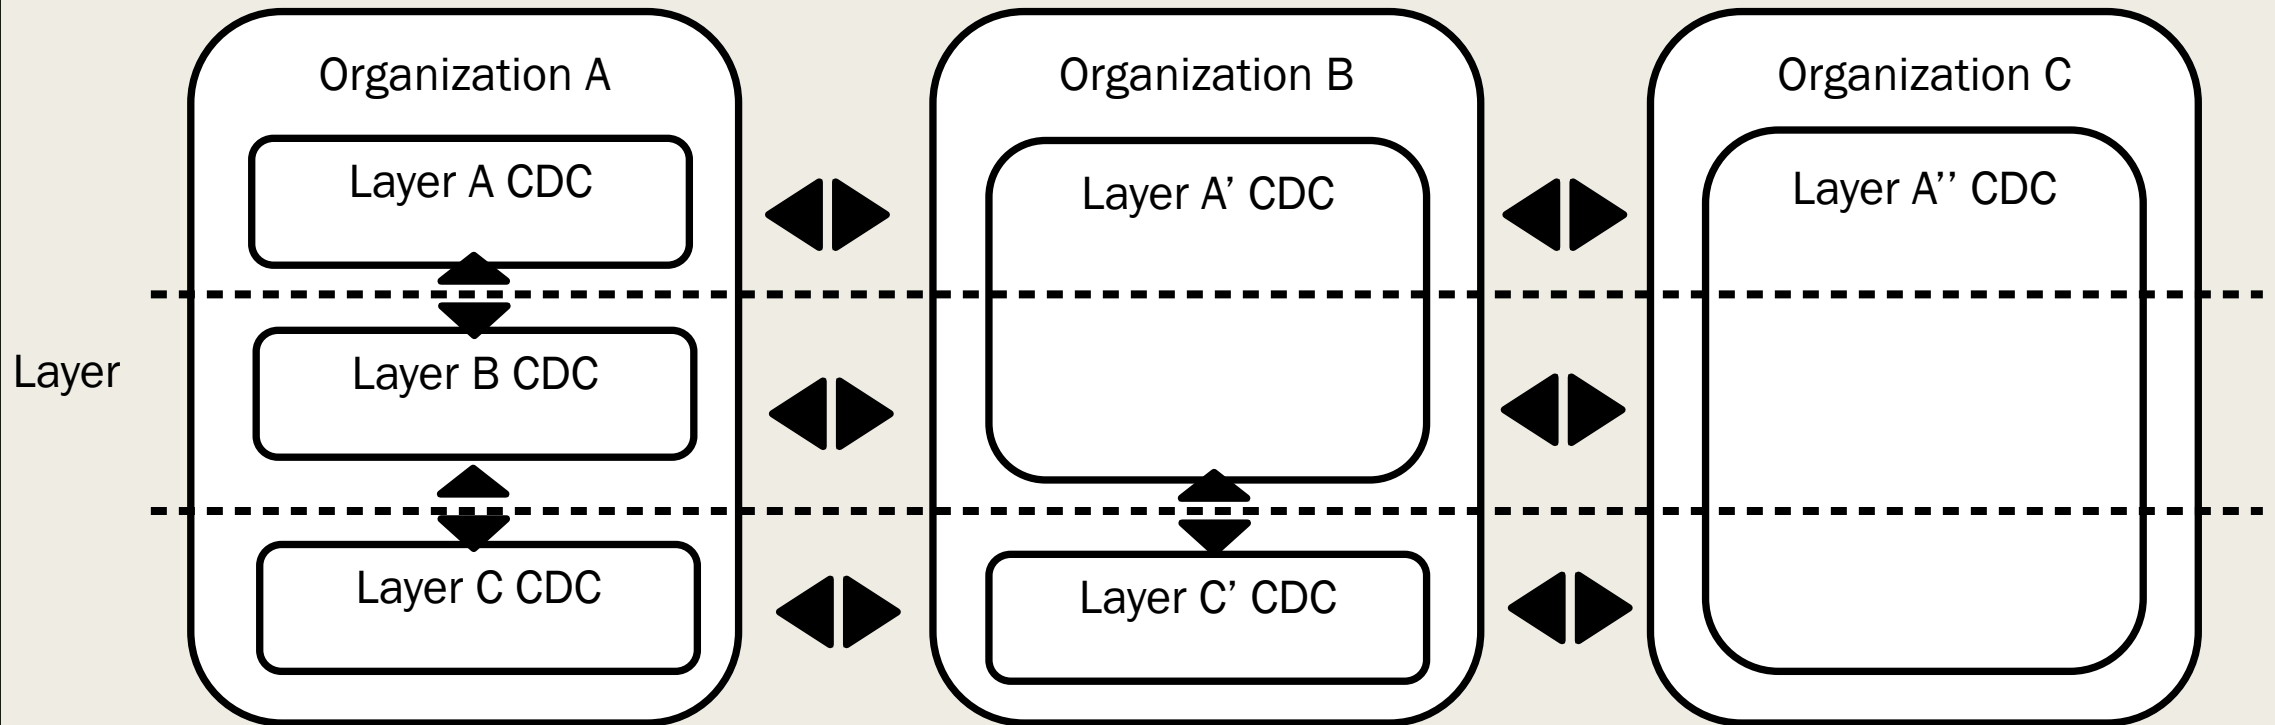 Organization A
Organization B
Organization C
Layer A CDC
Layer A’ CDC
Layer A’’ CDC
Layer
Layer B CDC
Layer C CDC
Layer C’ CDC